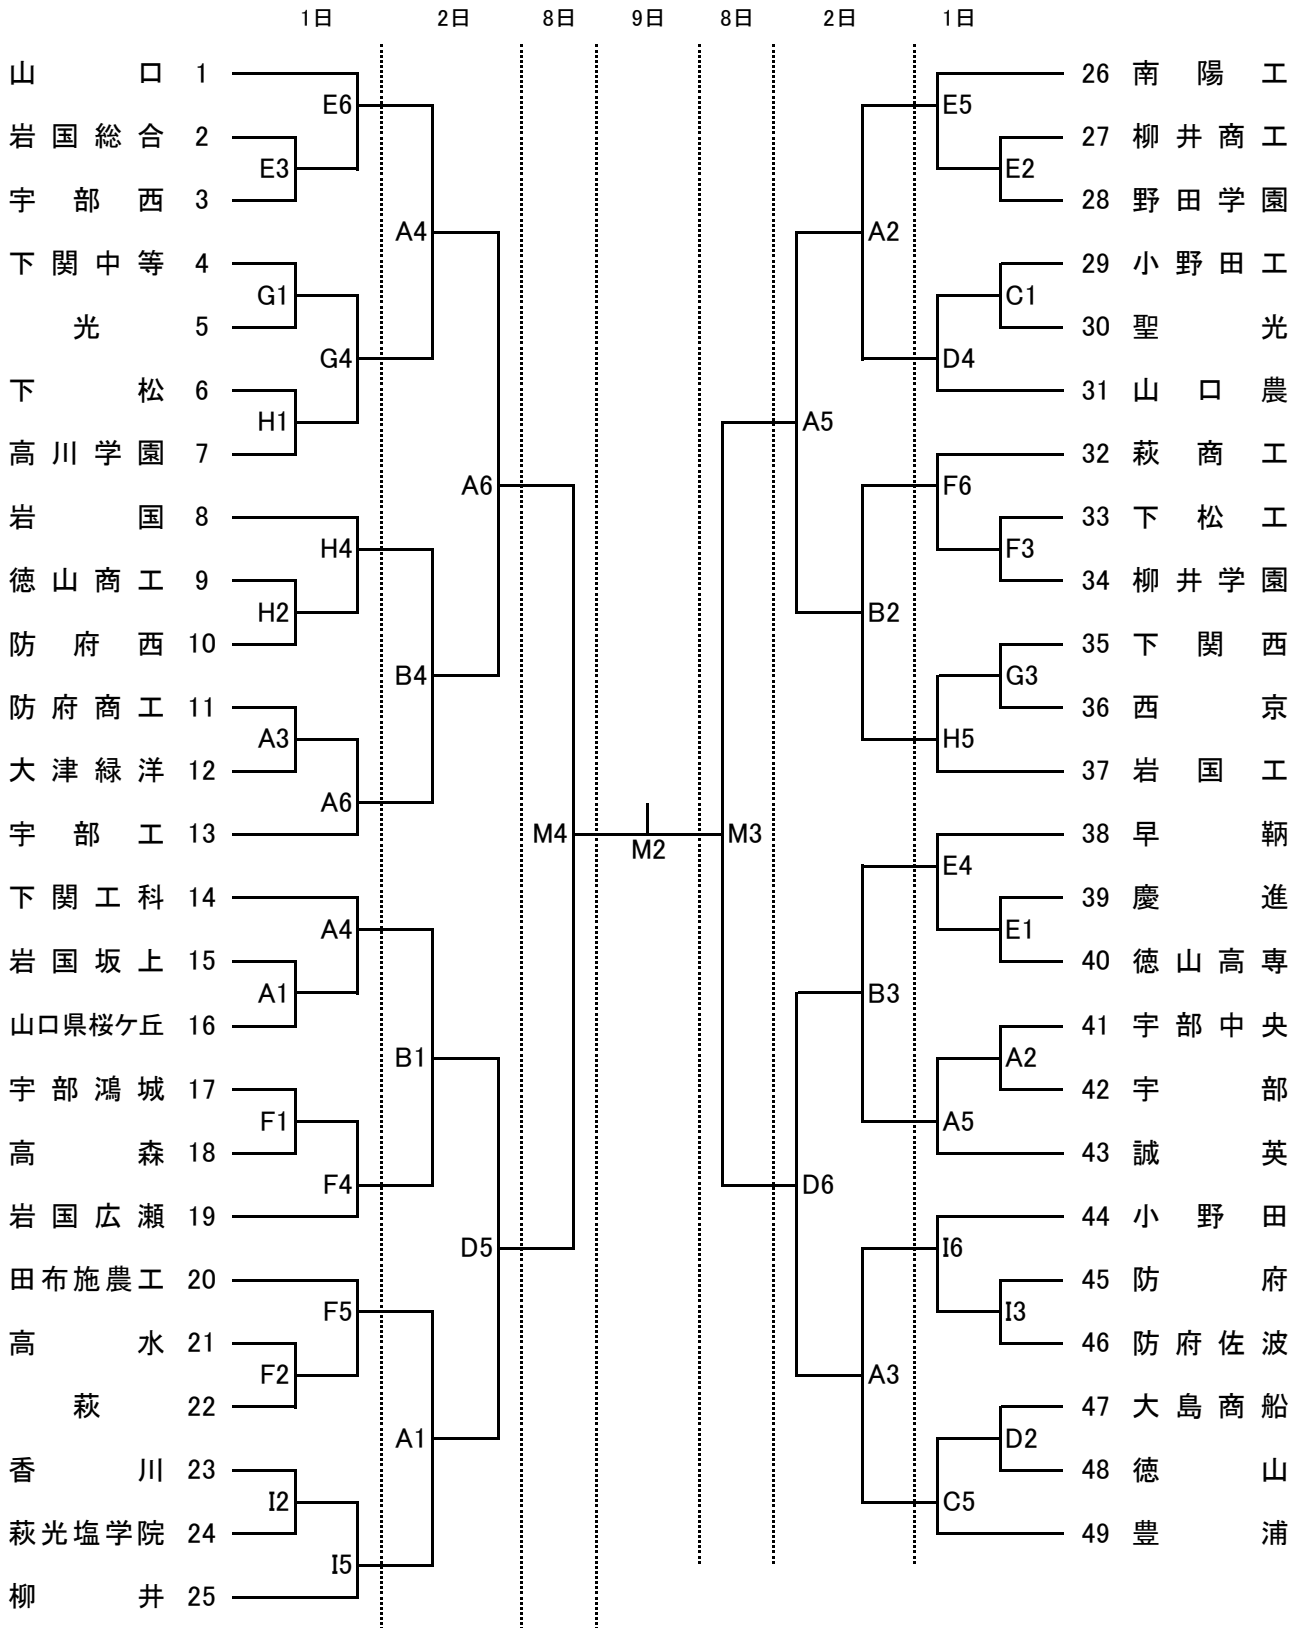 1日 2日 8日 9日 8日 2日 1日
山口 1 26 南陽工
E6 E5
岩国総合 2 27 柳井商工
E3 E2
宇部西 3 28 野田学園
A4 A2
下関中等 4 29 小野田工
G1 C1
光 5 30 聖光
G4 D4
下松 6 31 山口農
H1 A5
高川学園 7 32 萩商工
A6 F6
岩国 8 33 下松工
H4 F3
徳山商工 9 34 柳井学園
H2 B2
防府西 10 35 下関西
B4 G3
防府商工 11 36 西京
A3 H5
大津緑洋 12 37 岩国工
A6
宇部工 13 M4 M2 M3 38 早鞆
E4
下関工科 14 39 慶進
A4 E1
岩国坂上 15 40 徳山高専
A1 B3
山口県桜ケ丘 16 41 宇部中央
B1 A2
宇部鴻城 17 42 宇部
F1 A5
高森 18 43 誠英
F4 D6
岩国広瀬 19 44 小野田
D5 I6
田布施農工 20 45 防府
F5 I3
高水 21 46 防府佐波
F2 A3
萩 22 47 大島商船
A1 D2
香川 23 48 徳山
I2 C5
萩光塩学院 24 49 豊浦
I5
柳井 25